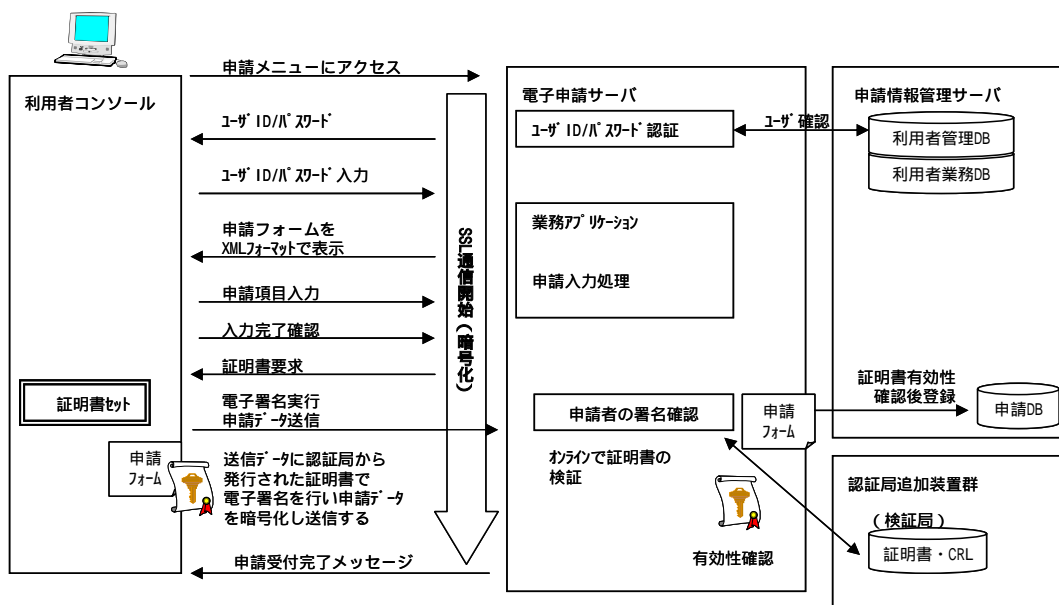 利用者コンソール
申請メニューにアクセス
ﾕｰｻﾞID/ﾊﾟｽﾜｰﾄﾞ
ﾕｰｻﾞID/ﾊﾟｽﾜｰﾄﾞ入力
申請フォームを
XMLﾌｫｰﾏｯﾄで表示
申請項目入力
入力完了確認
証明書要求
証明書ｾｯﾄ
電子署名実行
申請ﾃﾞｰﾀ送信
申請
ﾌｫｰﾑ
送信ﾃﾞｰﾀに認証局から
発行された証明書で
電子署名を行い申請ﾃﾞｰﾀ
を暗号化し送信する
申請受付完了メッセージ
SSL通信開始(暗号化)
電子申請サーバ
ﾕｰｻﾞID/ﾊﾟｽﾜｰﾄﾞ認証
業務ｱﾌﾟﾘｹｰｼｮﾝ
申請入力処理
申請者の署名確認
申請
ﾌｫｰﾑ
ｵﾝﾗｲﾝで証明書の
検証
有効性確認
ﾕｰｻﾞ確認
証明書有効性
確認後登録
申請情報管理サーバ
利用者管理DB
利用者業務DB
申請DB
認証局追加装置群
(検証局)
証明書・CRL